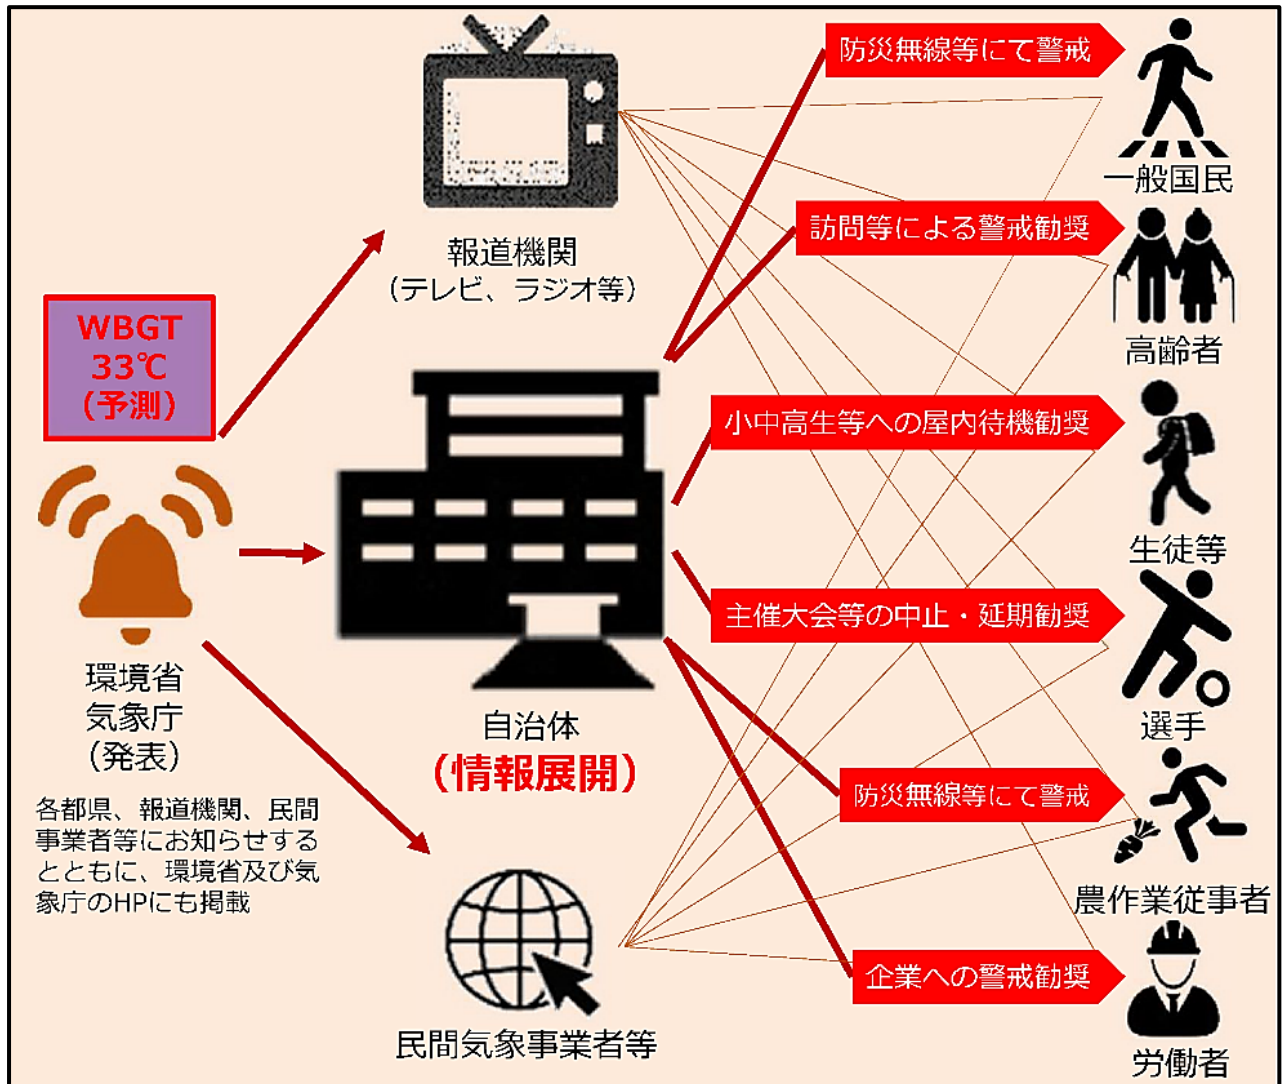 WBGT
33℃
(予測)
環境省
気象庁
(発表)
各都県、報道機関、民間
事業者等にお知らせする
とともに、環境省及び気
象庁のHPにも掲載
報道機関
(テレビ、ラジオ等)
自治体
(情報展開)
民間気象事業者等
防災無線等にて警戒
一般国民
訪問等による警戒勧奨
高齢者
小中高生等への屋内待機勧奨
生徒等
主催大会等の中止・延期勧奨
選手
防災無線等にて警戒
農作業従事者
企業への警戒勧奨
労働者